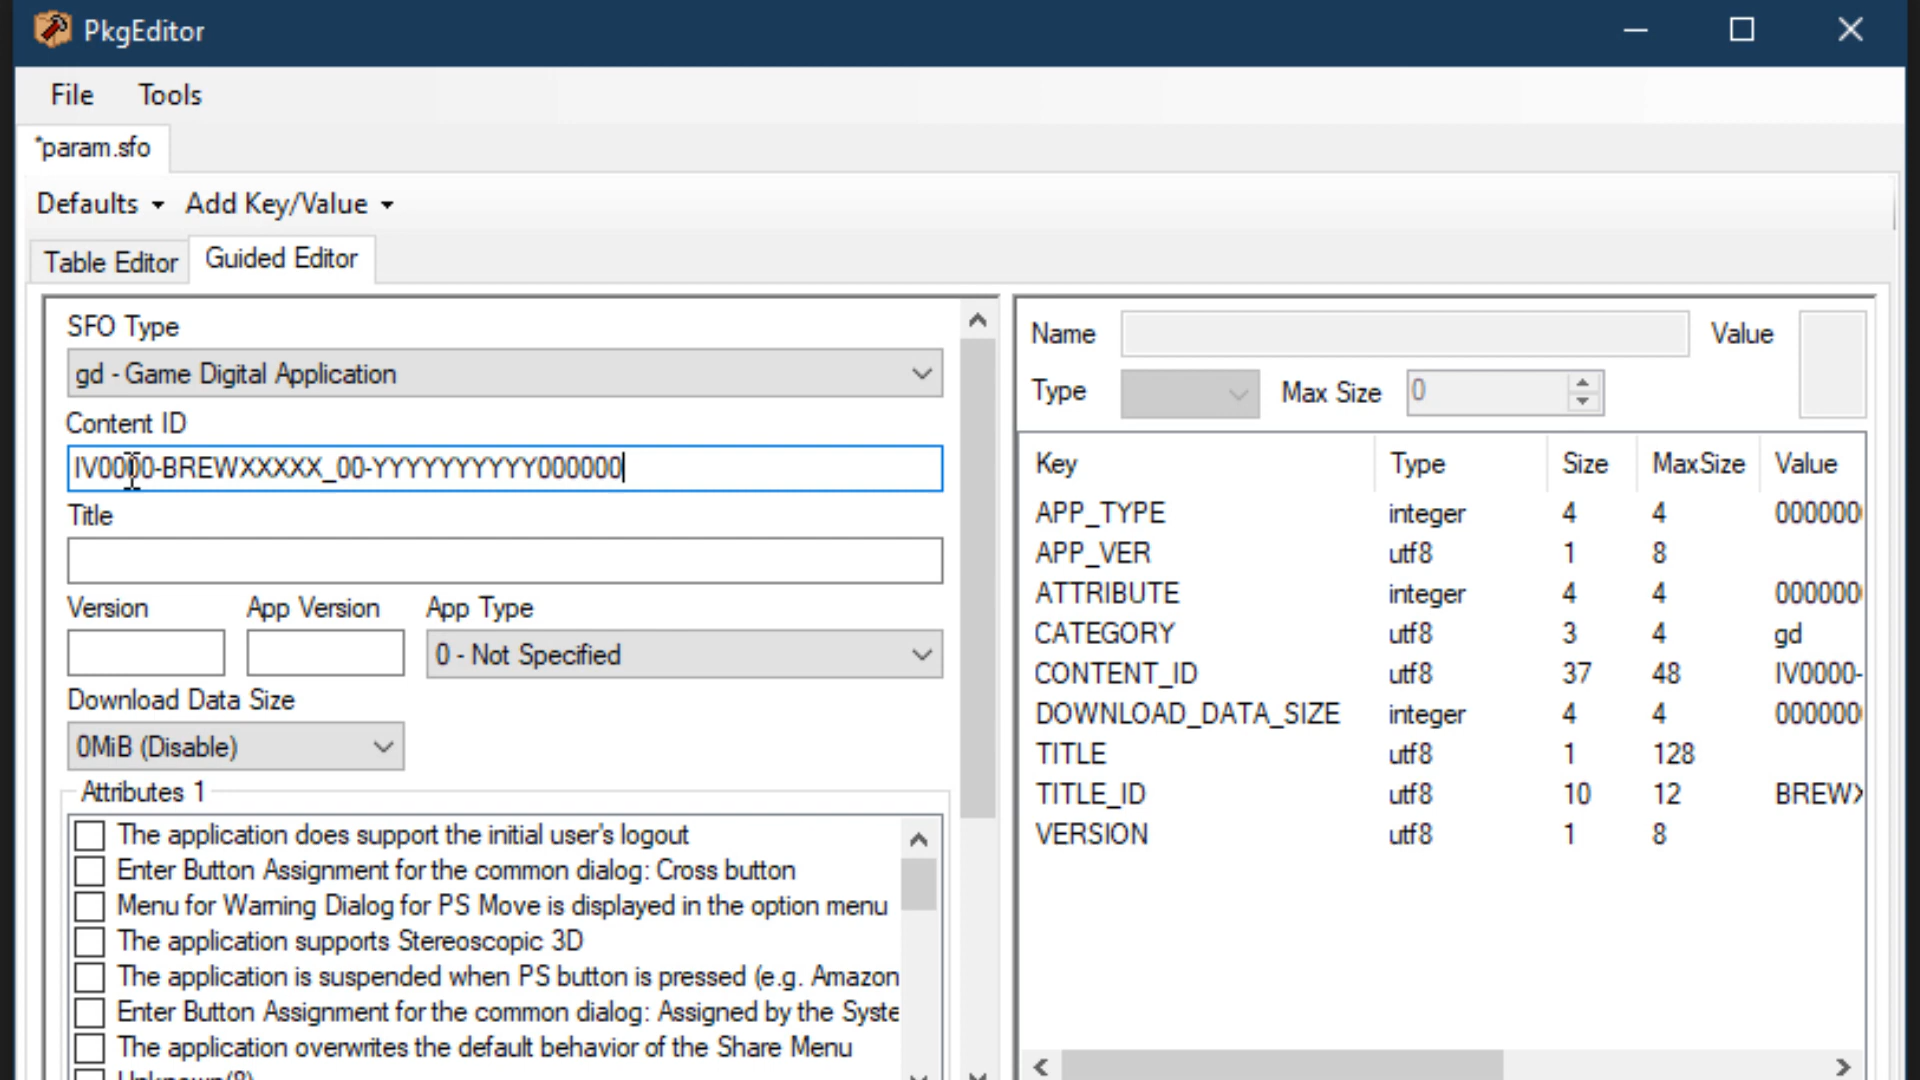 PkgEditor
File Tools
*param.sfo
Defaults Add Key/Value
Table Editor Guided Editor
SFO Type
gd - Game Digital Application
Content ID
IV0000-BREWXXXXX_00-YYYYYYYYYY000000
Title
Version App Version App Type
0 - Not Specified
Download Data Size
0MiB (Disable)
Attributes 1
The application does support the initial user's logout
Enter Button Assignment for the common dialog: Cross button
Menu for Warning Dialog for PS Move is displayed in the option menu
The application supports Stereoscopic 3D
The application is suspended when PS button is pressed (e.g. Amazon
Enter Button Assignment for the common dialog: Assigned by the Syste
The application overwrites the default behavior of the Share Menu
Unknown(8)
Name Value
Type Max Size 0
Key Type Size MaxSize Value
APP_TYPE integer 4 4 000000
APP_VER utf8 1 8
ATTRIBUTE integer 4 4 000000
CATEGORY utf8 3 4 gd
CONTENT_ID utf8 37 48 IV0000-
DOWNLOAD_DATA_SIZE integer 4 4 000000
TITLE utf8 1 128
TITLE_ID utf8 10 12 BREWX
VERSION utf8 1 8